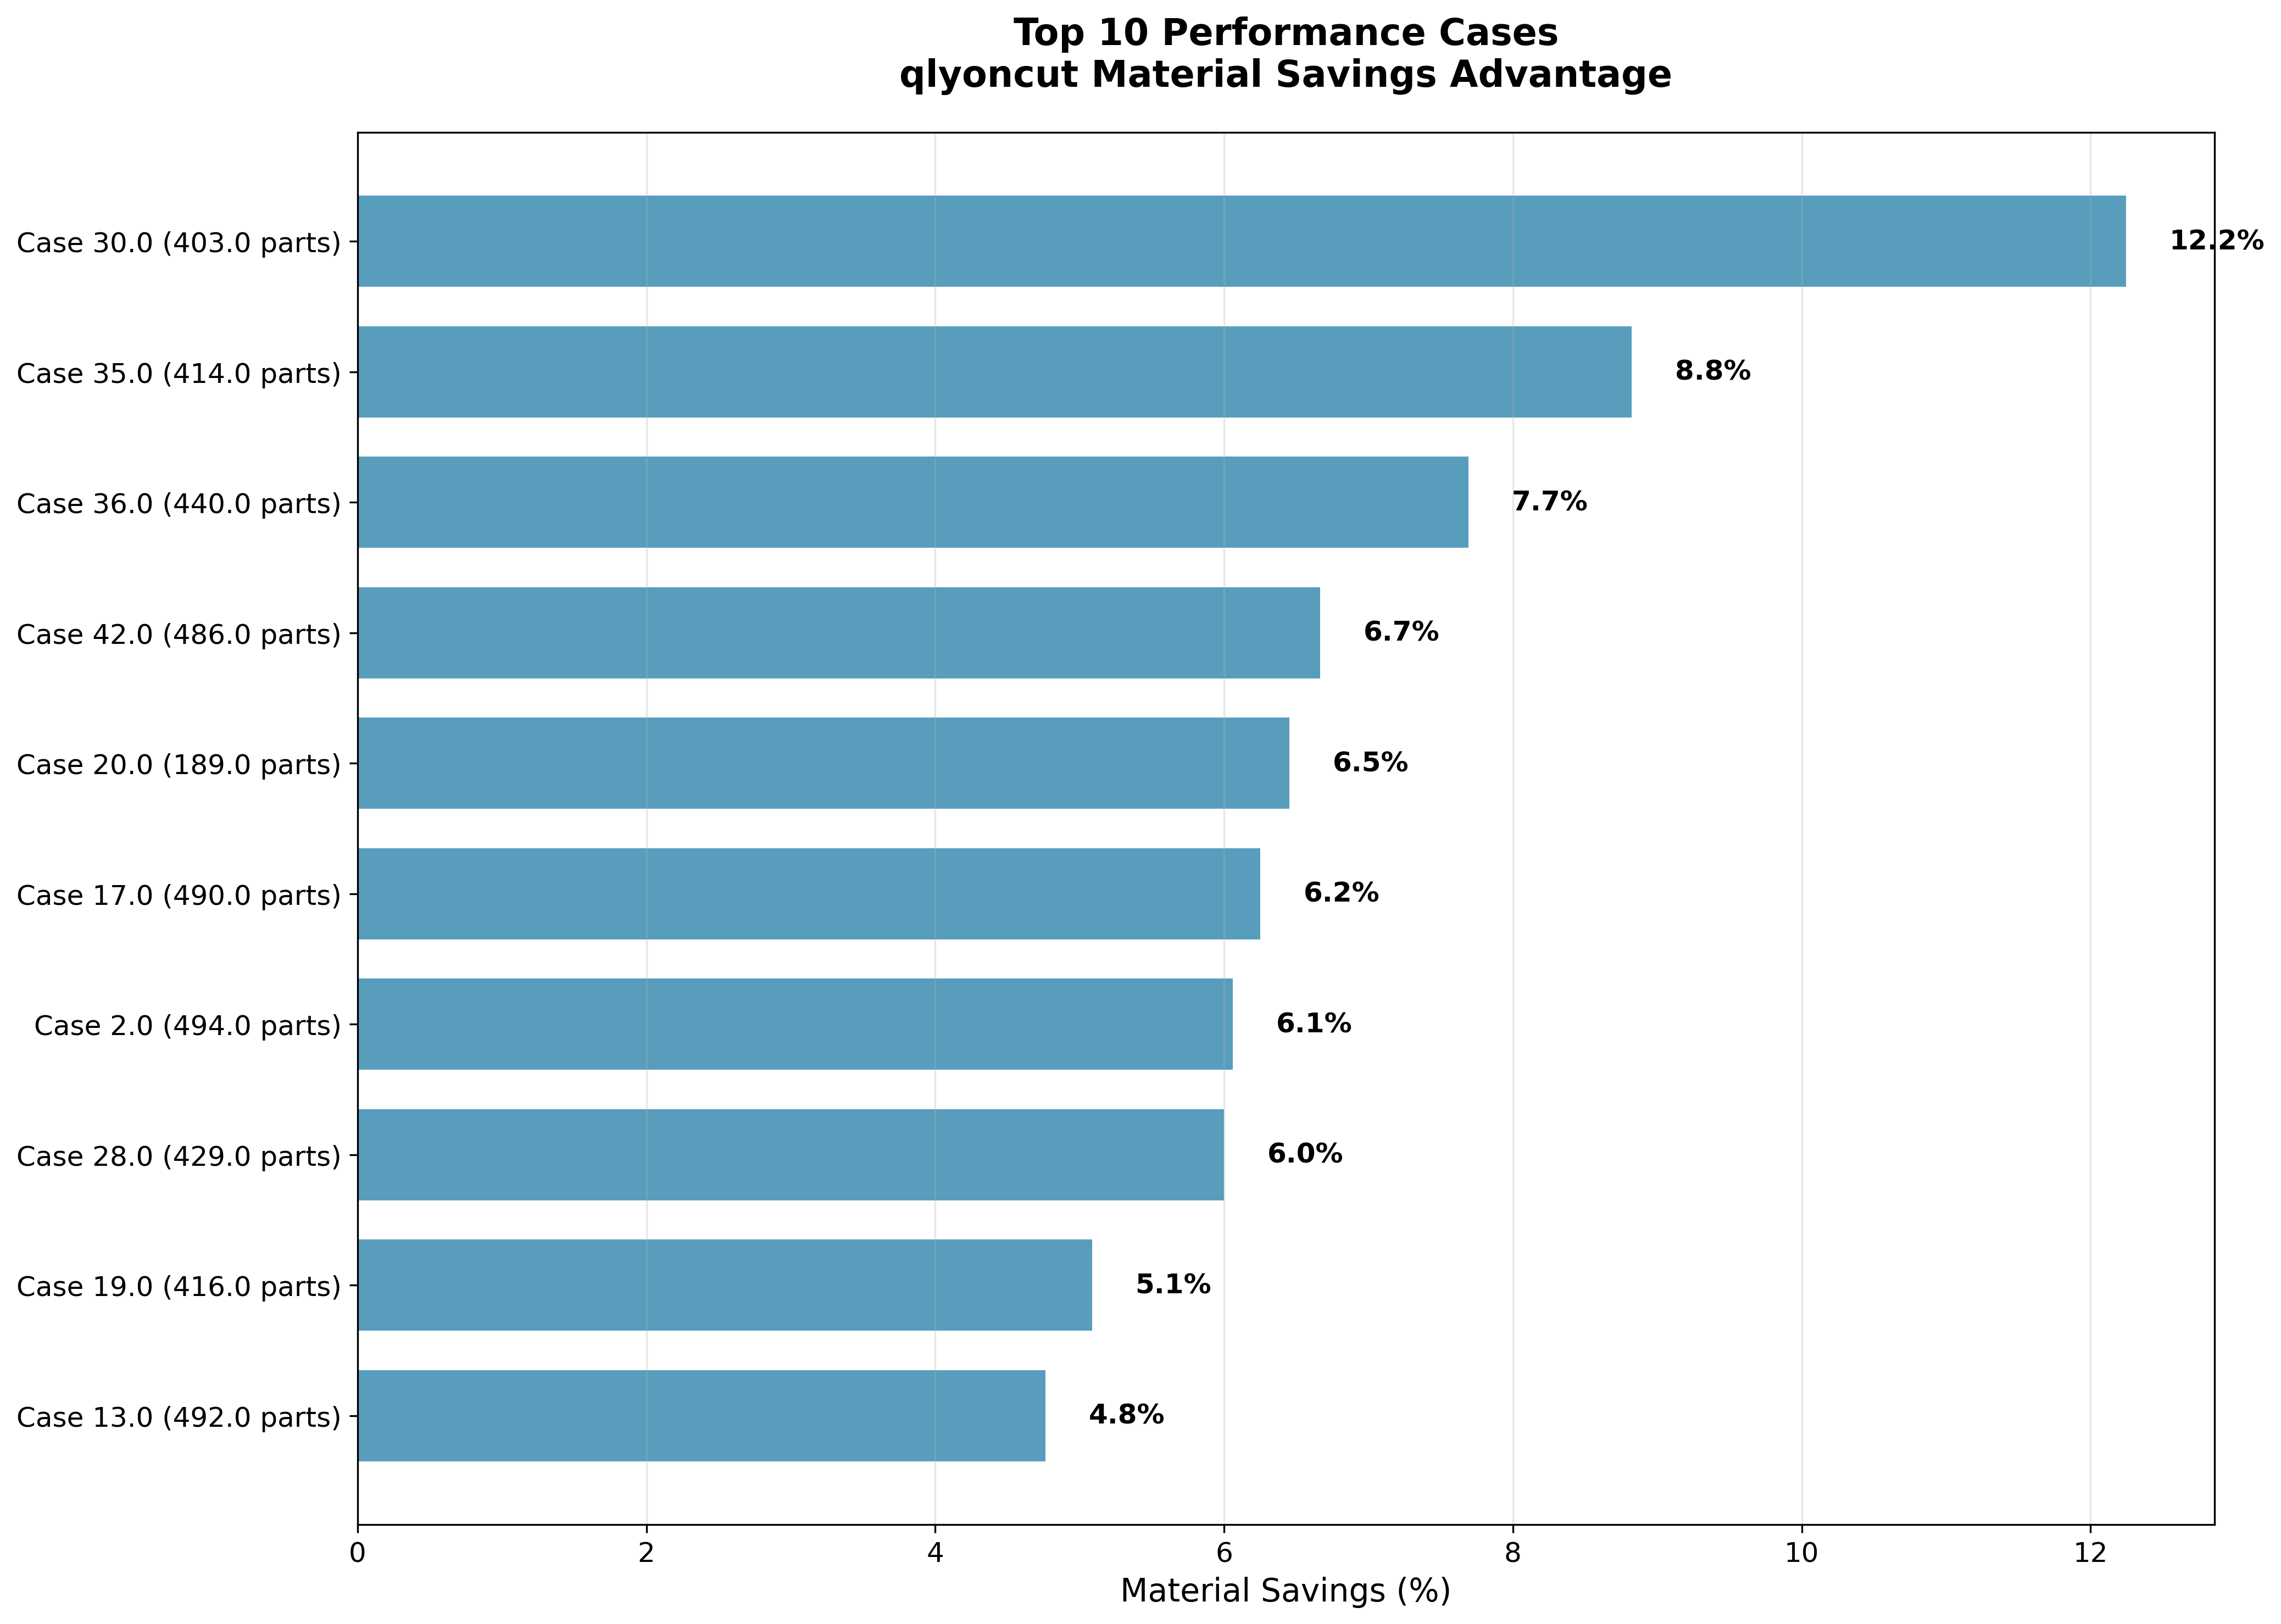 Top 10 Performance Cases
qlyoncut Material Savings Advantage
Case 30.0 (403.0 parts) 12.2%
Case 35.0 (414.0 parts) 8.8%
Case 36.0 (440.0 parts) 7.7%
Case 42.0 (486.0 parts) 6.7%
Case 20.0 (189.0 parts) 6.5%
Case 17.0 (490.0 parts) 6.2%
Case 2.0 (494.0 parts) 6.1%
Case 28.0 (429.0 parts) 6.0%
Case 19.0 (416.0 parts) 5.1%
Case 13.0 (492.0 parts) 4.8%
0 2 4 6 8 10 12
Material Savings (%)